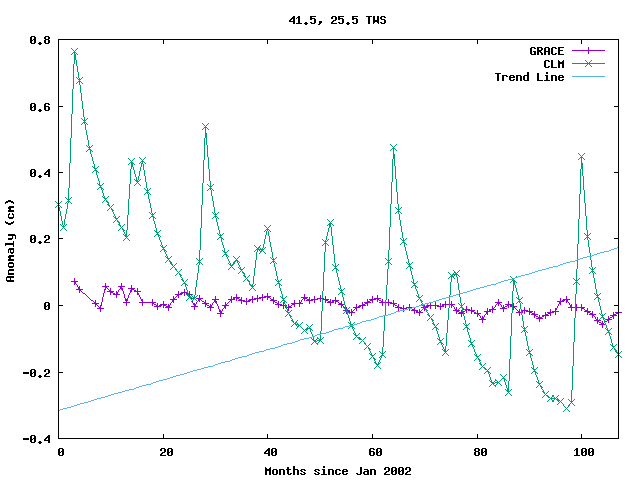 41.5, 25.5 TWS
GRACE
CLM
Trend Line
Anomaly (cm)
0.8
0.6
0.4
0.2
0
-0.2
-0.4
0 20 40 60 80 100
Months since Jan 2002